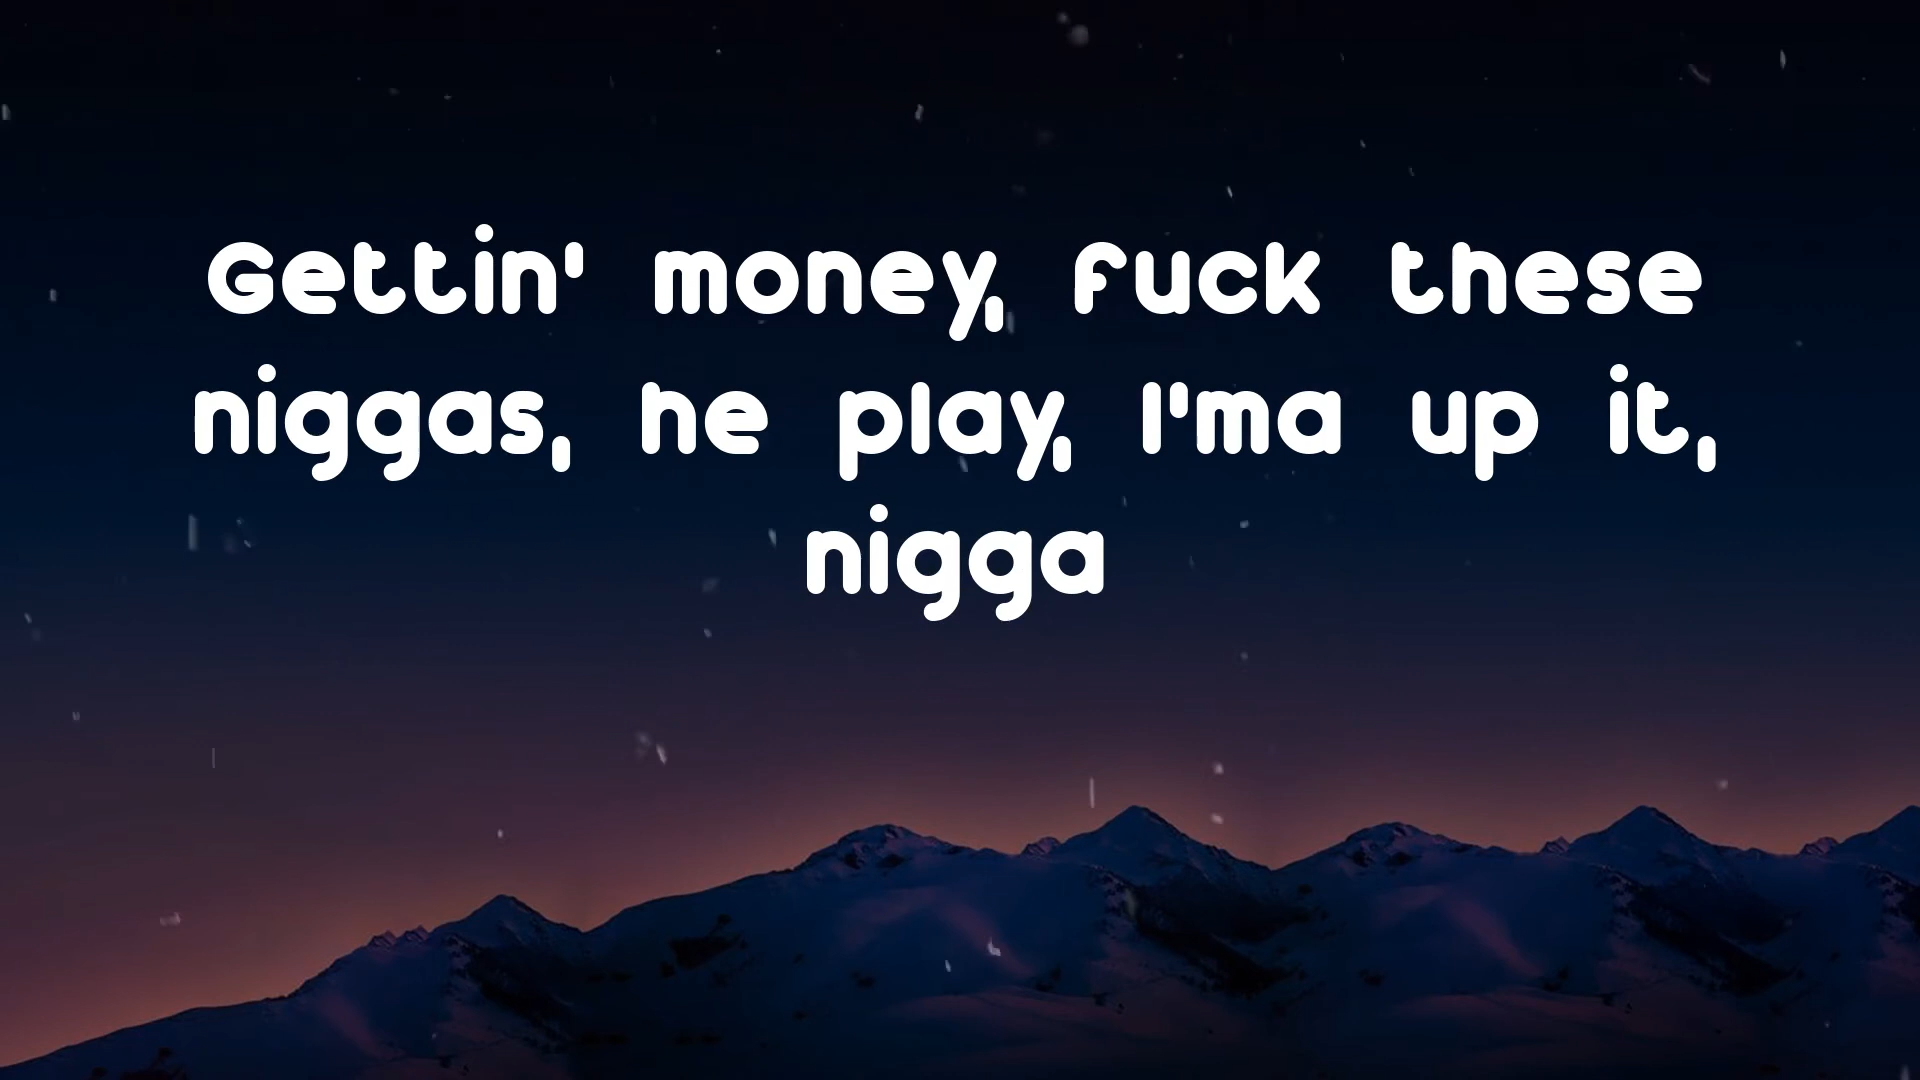 Gettin' money, fuck these
niggas, he play, I'ma up it,
nigga